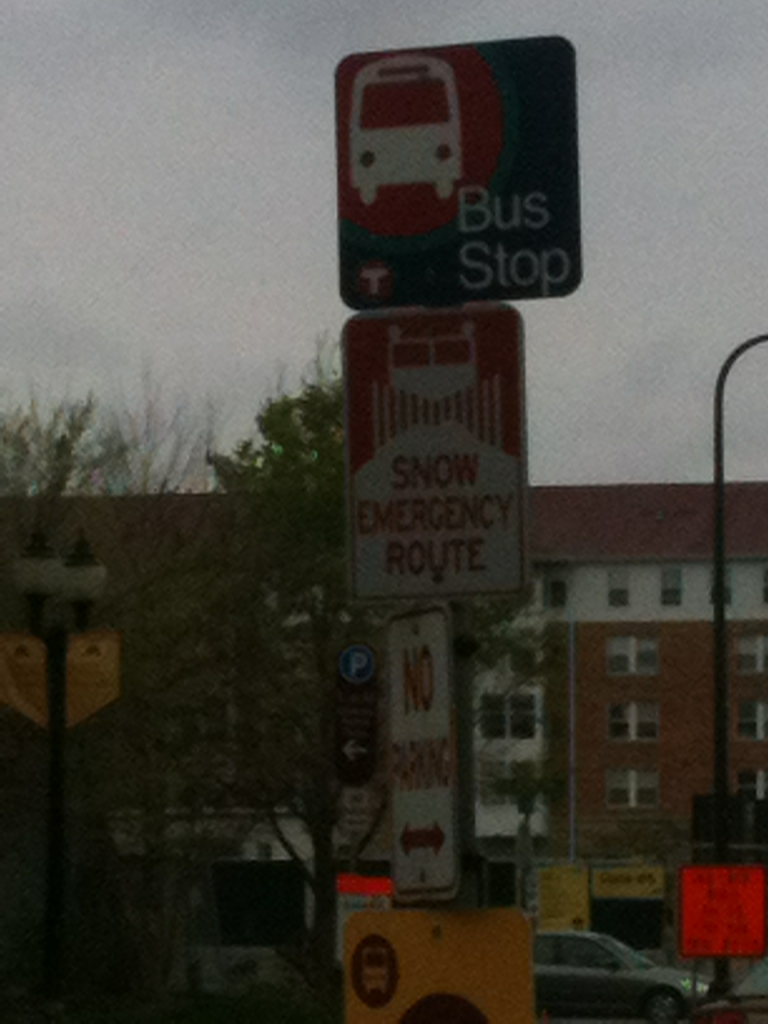 Bus
Stop
T
SNOW
EMERGENCY
ROUTE
P
NO
PARKING